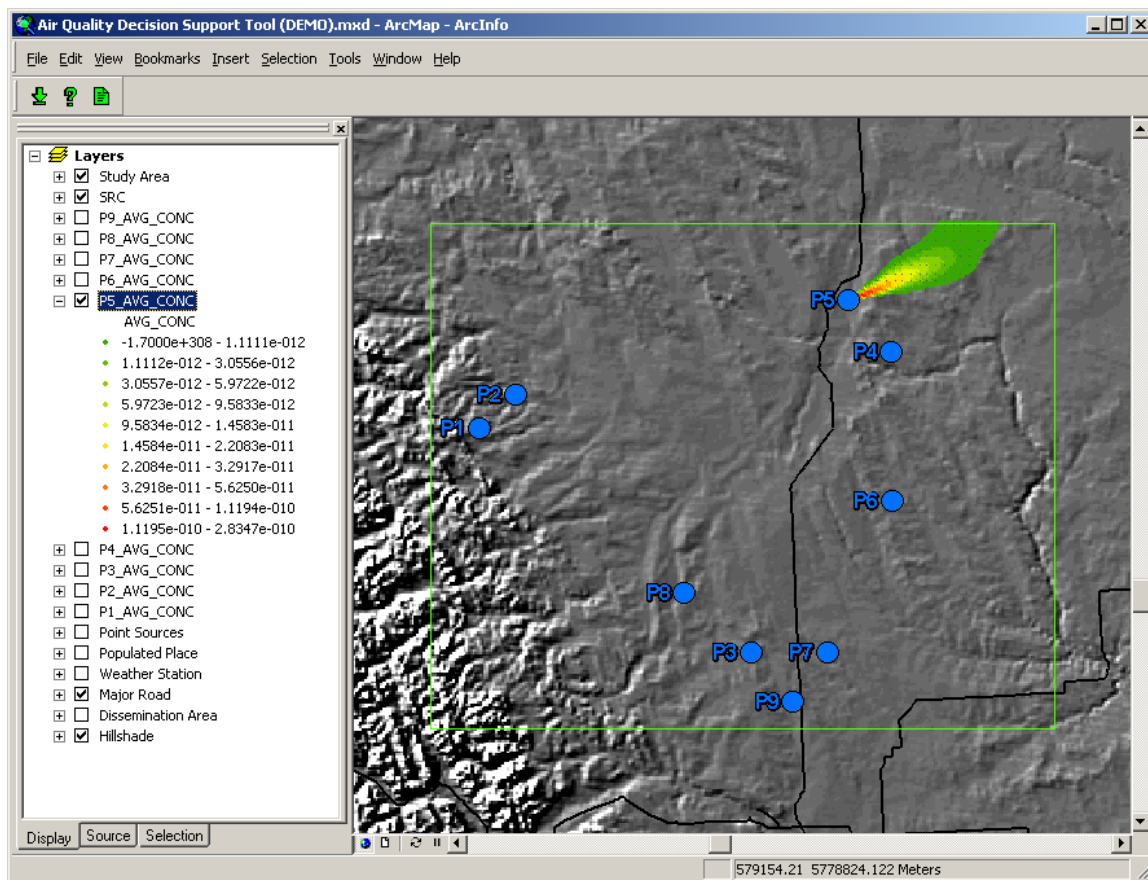 Air Quality Decision Support Tool (DEMO).mxd - ArcMap - ArcInfo
File Edit View Bookmarks Insert Selection Tools Window Help
Layers
Study Area
SRC
P9_AVG_CONC
P8_AVG_CONC
P7_AVG_CONC
P6_AVG_CONC
P5_AVG_CONC
AVG_CONC
-1.7000e+308 - 1.1111e-012
1.1112e-012 - 3.0556e-012
3.0557e-012 - 5.9722e-012
5.9723e-012 - 9.5833e-012
9.5834e-012 - 1.4583e-011
1.4584e-011 - 2.2083e-011
2.2084e-011 - 3.2917e-011
3.2918e-011 - 5.6250e-011
5.6251e-011 - 1.1194e-010
1.1195e-010 - 2.8347e-010
P4_AVG_CONC
P3_AVG_CONC
P2_AVG_CONC
P1_AVG_CONC
Point Sources
Populated Place
Weather Station
Major Road
Dissemination Area
Hillshade
Display Source Selection
P5
P4
P2
P1
P6
P8
P3
P7
P9
579154.21 5778824.122 Meters